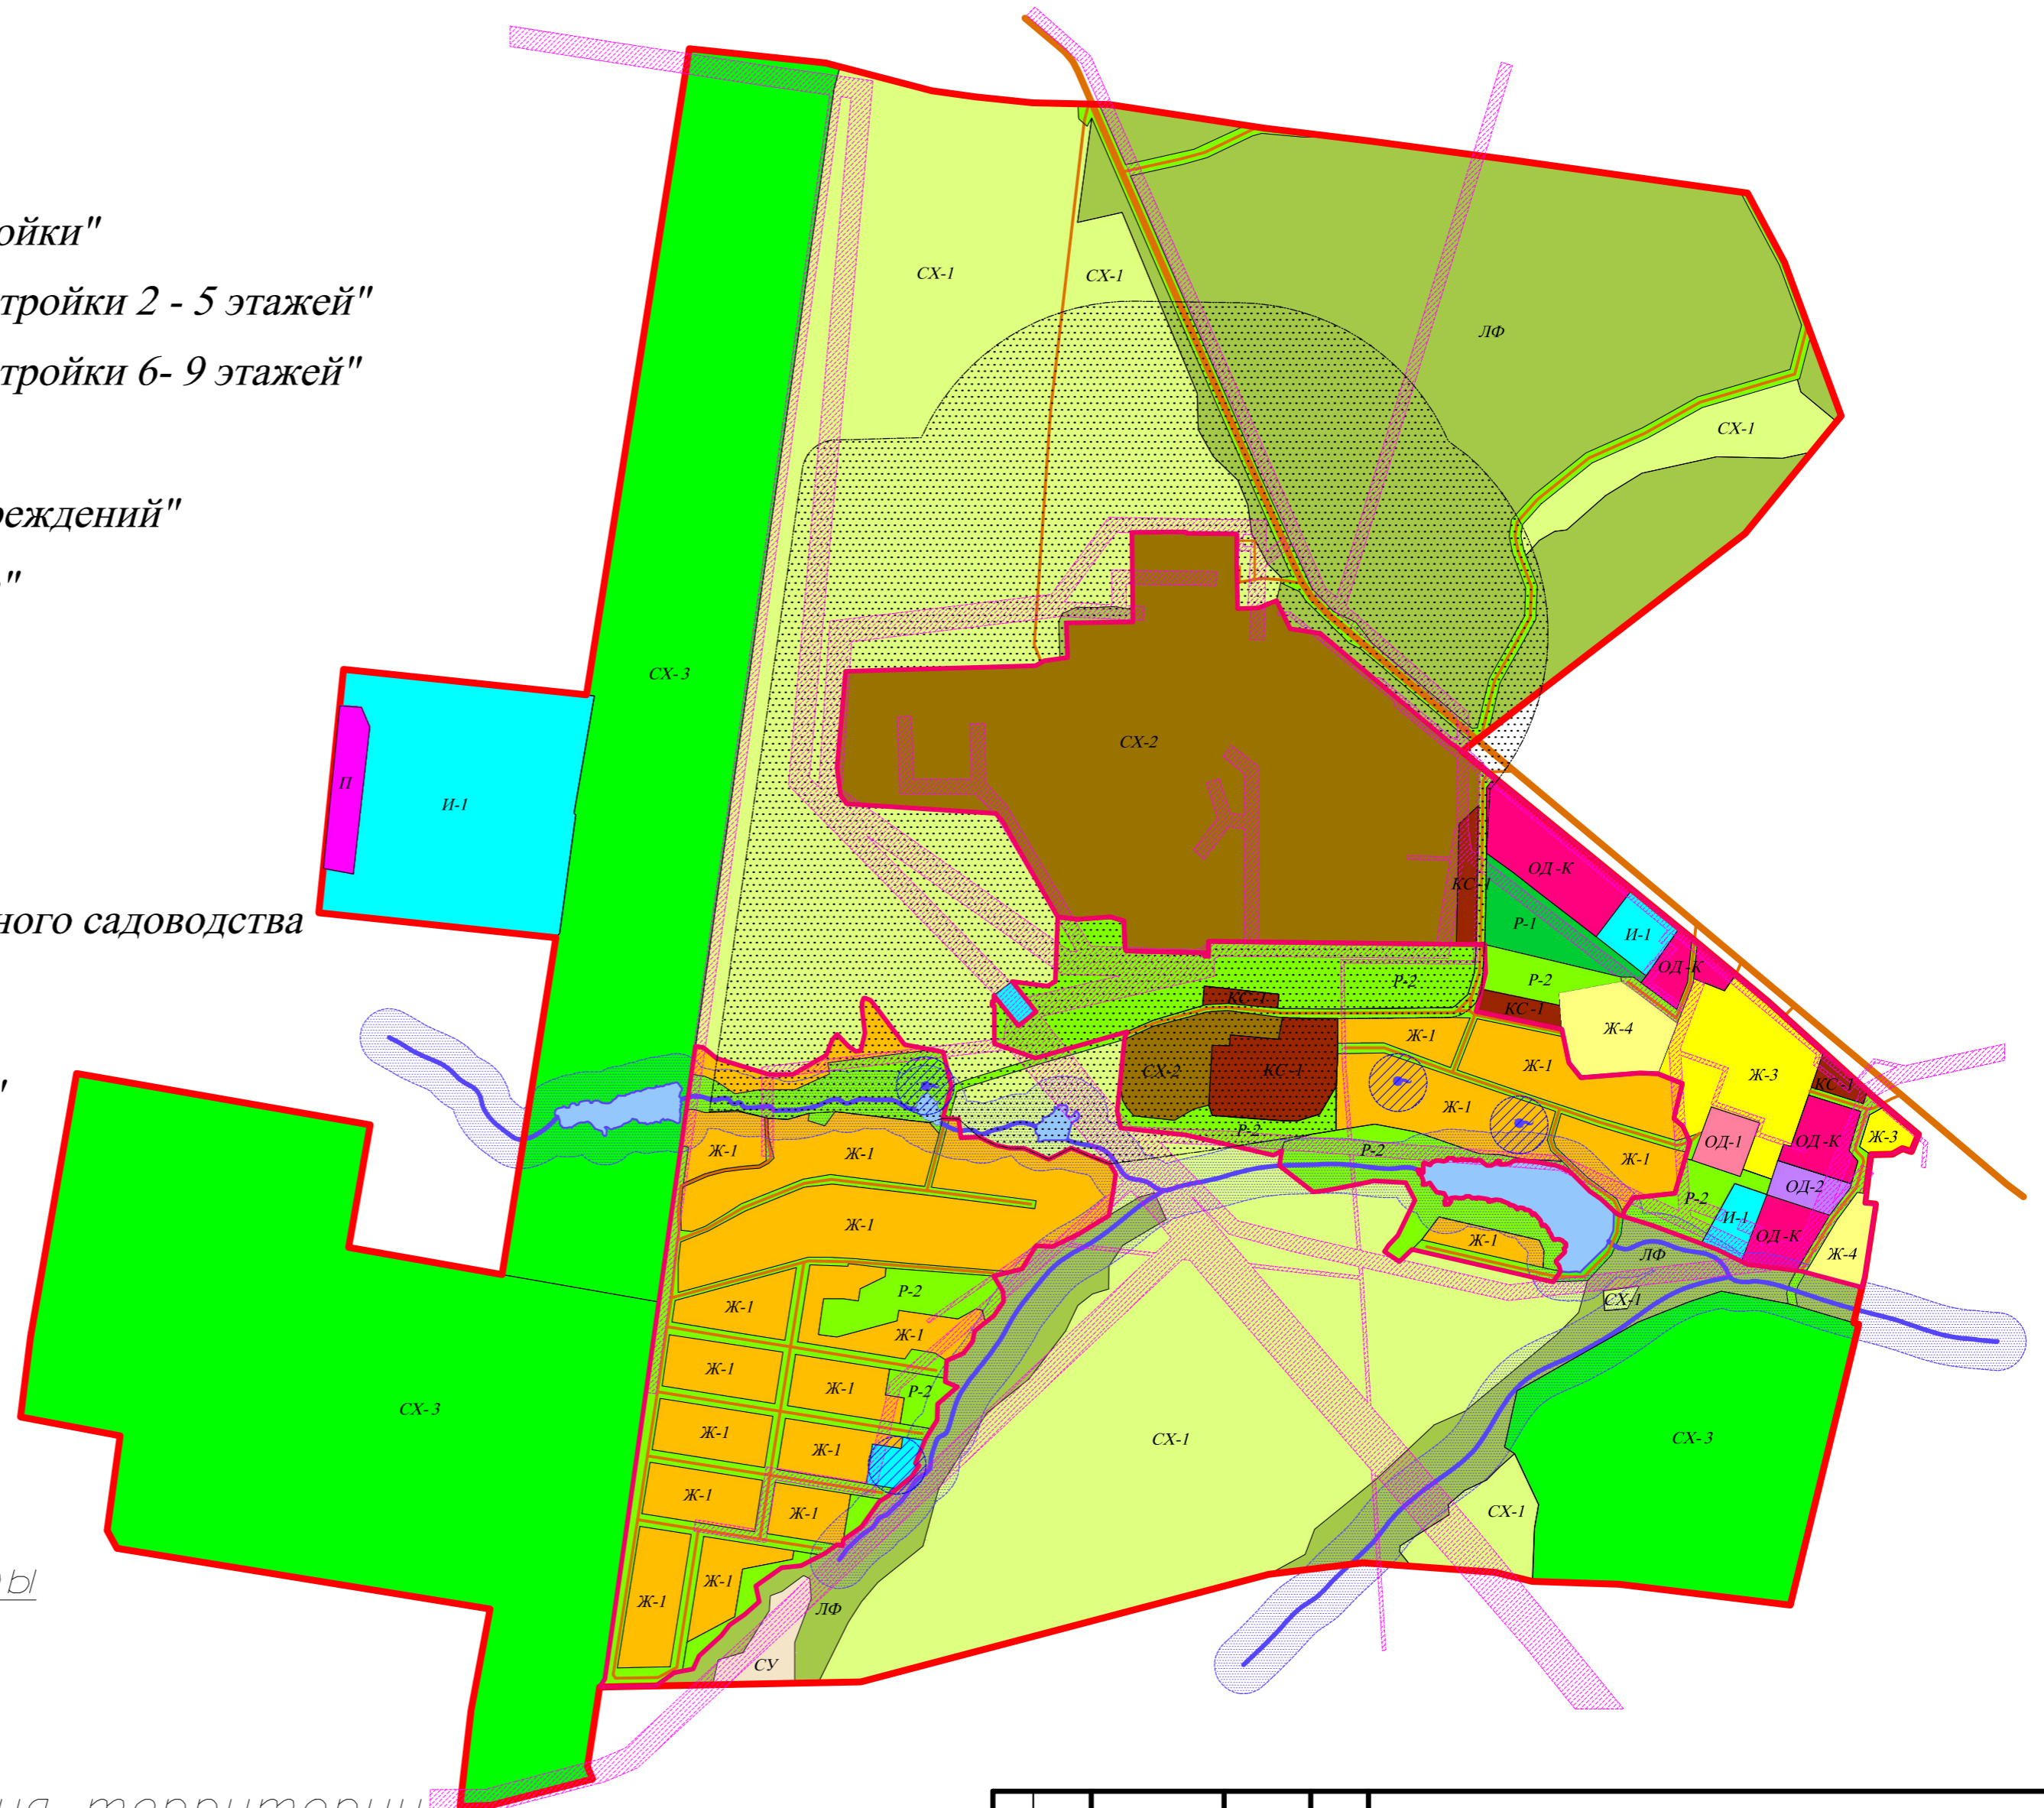 ойки"
тройки 2 - 5 этажей"
тройки 6- 9 этажей"
реждений"
"
ного садоводства
"
ры
ия территории
СХ-1
СХ-1
ЛФ
СХ-1
СХ-3
СХ-2
П
И-1
ОД-К
КС-1
Р-1
И-1
ОД-К
Р-2
Р-2
КС-1
КС-1
Ж-4
Ж-1
Ж-1
СХ-2
КС-1
Ж-3
КС-1
Ж-1
Р-2
Р-2
ОД-1
ОД-К
Ж-3
Ж-1
Ж-1
Ж-1
ОД-2
Р-2
Ж-1
И-1
ОД-К
Ж-1
ЛФ
Ж-4
Р-2
СХ-1
Ж-1
Ж-1
Ж-1
Ж-1
Р-2
СХ-3
Ж-1
Ж-1
СХ-1
СХ-3
Ж-1
Ж-1
СХ-1
Ж-1
Ж-1
ЛФ
СУ